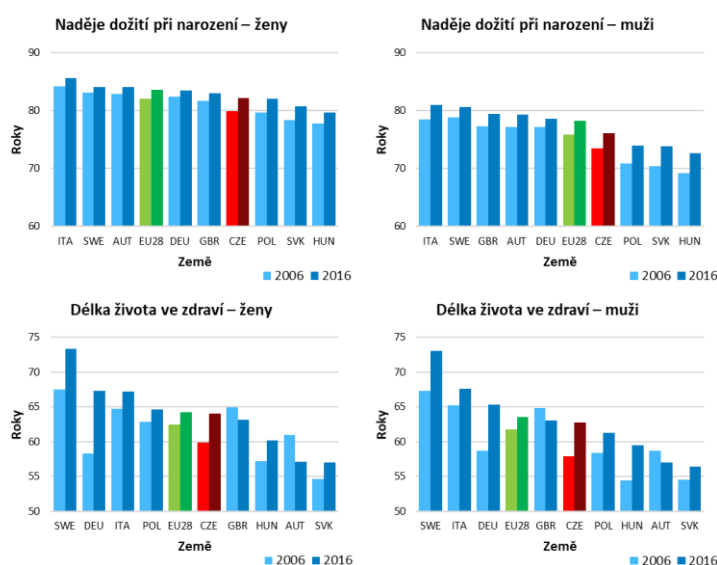 Naděje dožití při narození – ženy
90
80
70
60
Roky
ITA SWE AUT EU28 DEU GBR CZE POL SVK HUN
Země
2006 2016
Naděje dožití při narození – muži
90
80
70
60
Roky
ITA SWE GBR AUT DEU EU28 CZE POL SVK HUN
Země
2006 2016
Délka života ve zdraví – ženy
75
70
65
60
55
50
Roky
SWE DEU ITA POL EU28 CZE GBR HUN AUT SVK
Země
2006 2016
Délka života ve zdraví – muži
75
70
65
60
55
50
Roky
SWE ITA DEU EU28 GBR CZE POL HUN AUT SVK
Země
2006 2016